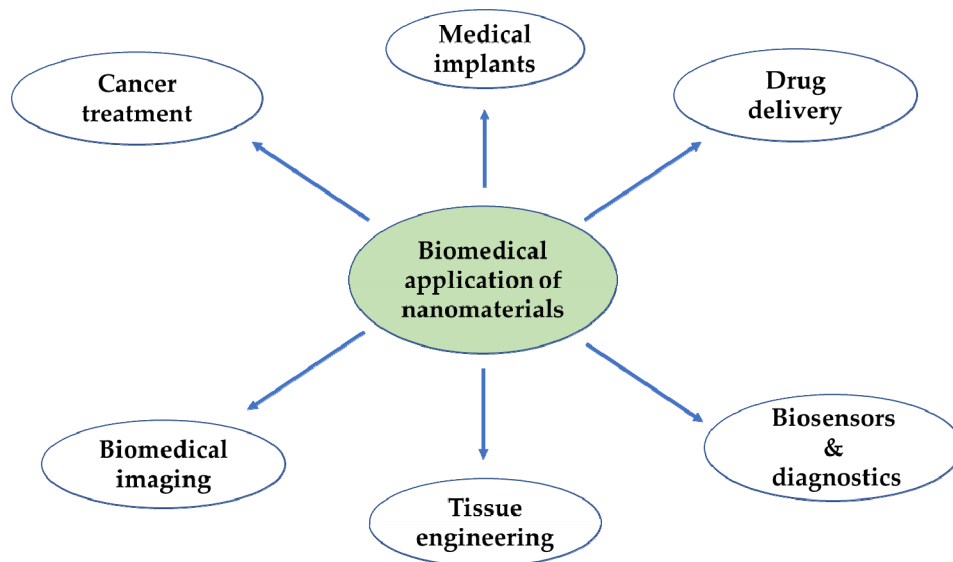 Medical
implants
Cancer
treatment
Drug
delivery
Biomedical
application of
nanomaterials
Biomedical
imaging
Biosensors
&
diagnostics
Tissue
engineering